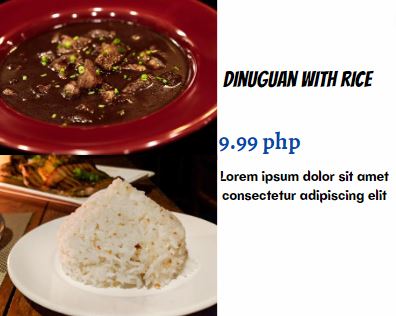 DINUGUAN WITH RICE
9.99 php
Lorem ipsum dolor sit amet
consectetur adipiscing elit